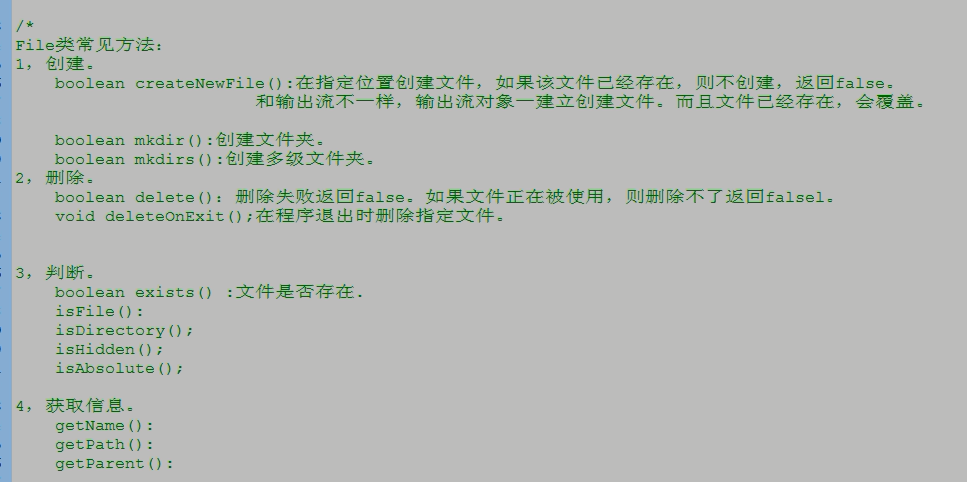 /*
File类常见方法:
1, 创建。
boolean createNewFile():在指定位置创建文件, 如果该文件已经存在, 则不创建, 返回false。
和输出流不一样, 输出流对象一建立创建文件。而且文件已经存在, 会覆盖。
boolean mkdir():创建文件夹。
boolean mkdirs():创建多级文件夹。
2, 删除。
boolean delete(): 删除失败返回false。如果文件正在被使用, 则删除不了返回falsel。
void deleteOnExit();在程序退出时删除指定文件。
3, 判断。
boolean exists() :文件是否存在.
isFile():
isDirectory();
isHidden();
isAbsolute();
4, 获取信息。
getName():
getPath():
getParent():